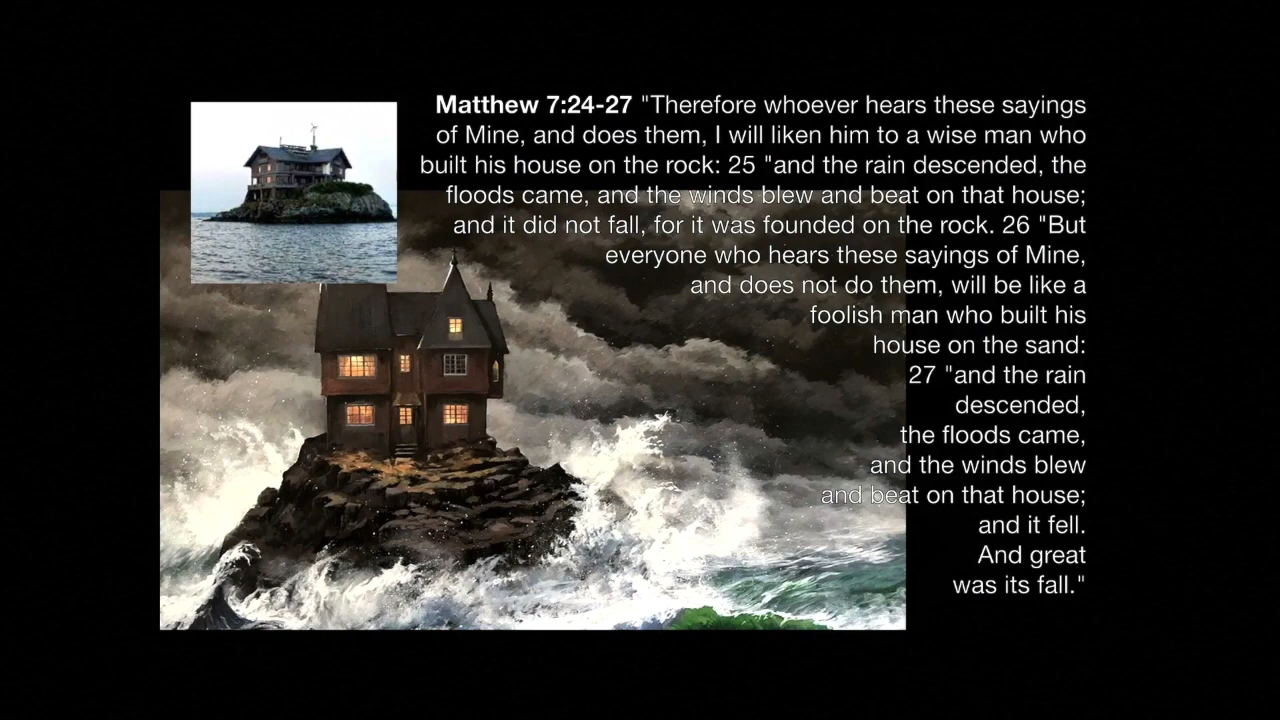 Matthew 7:24-27 "Therefore whoever hears these sayings
of Mine, and does them, I will liken him to a wise man who
built his house on the rock: 25 "and the rain descended, the
floods came, and the winds blew and beat on that house;
and it did not fall, for it was founded on the rock. 26 "But
everyone who hears these sayings of Mine,
and does not do them, will be like a
foolish man who built his
house on the sand:
27 "and the rain
descended,
the floods came,
and the winds blew
and beat on that house;
and it fell.
And great
was its fall."